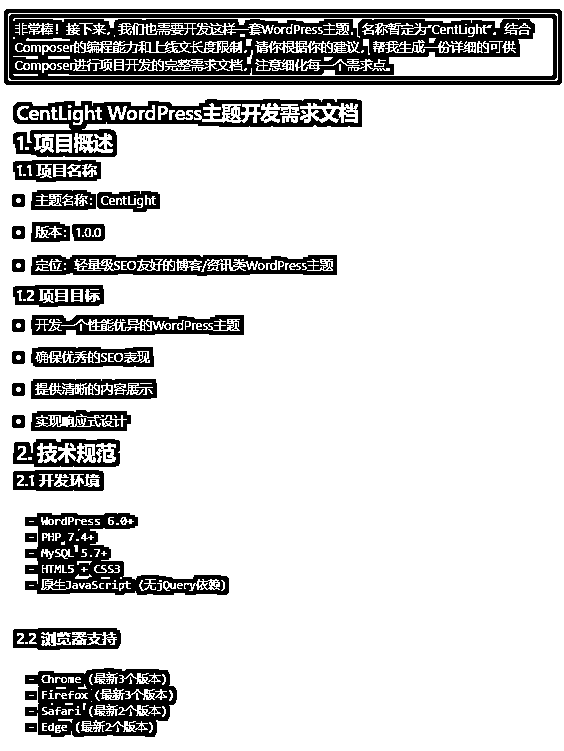 非常棒！接下来，我们也需要开发这样一套WordPress主题，名称暂定为“CentLight”，结合
Composer的编程能力和上线文长度限制，请你根据你的建议，帮我生成一份详细的可供
Composer进行项目开发的完整需求文档，注意细化每一个需求点。
CentLight WordPress主题开发需求文档
1. 项目概述
1.1 项目名称
• 主题名称：CentLight
• 版本：1.0.0
• 定位：轻量级SEO友好的博客/资讯类WordPress主题
1.2 项目目标
• 开发一个性能优异的WordPress主题
• 确保优秀的SEO表现
• 提供清晰的内容展示
• 实现响应式设计
2. 技术规范
2.1 开发环境
- WordPress 6.0+
- PHP 7.4+
- MySQL 5.7+
- HTML5 + CSS3
- 原生JavaScript（无jQuery依赖）
2.2 浏览器支持
- Chrome (最新3个版本)
- Firefox (最新3个版本)
- Safari (最新2个版本)
- Edge (最新2个版本)